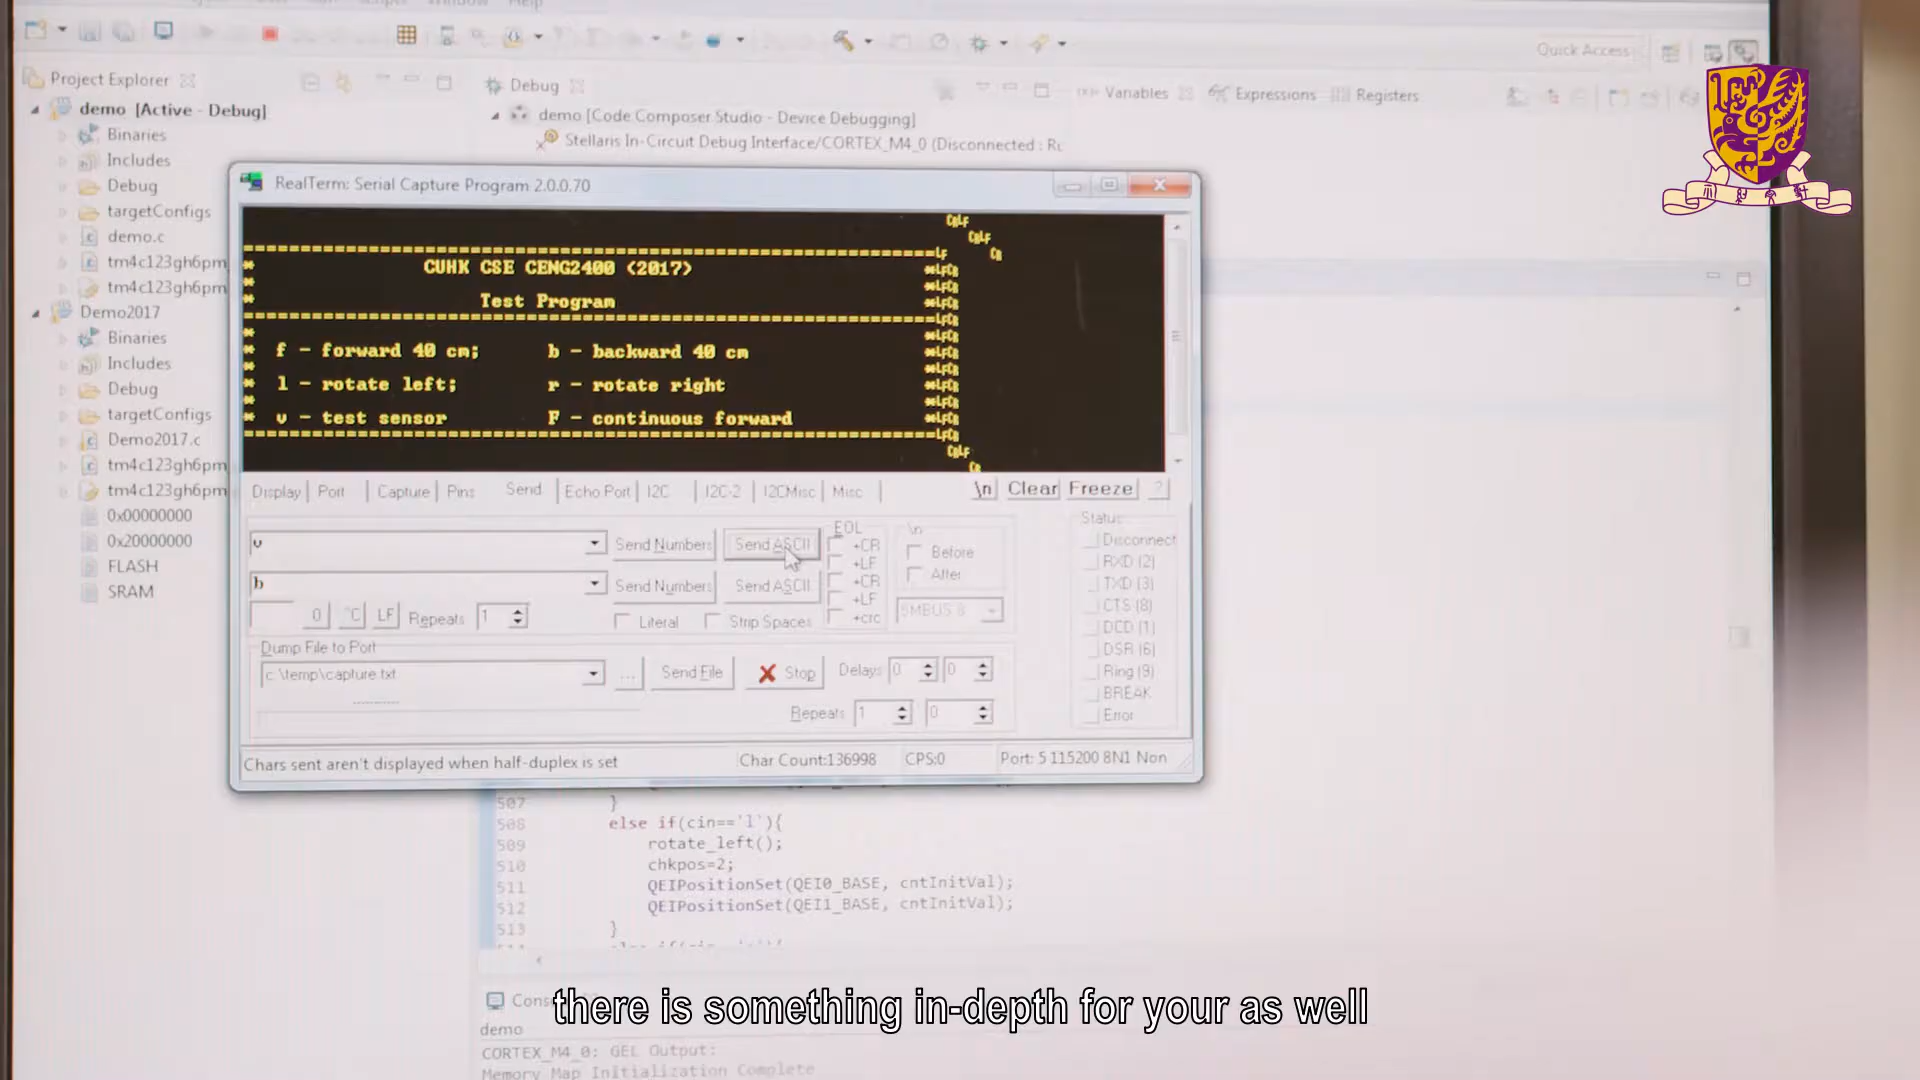 Help
Quick Access
Project Explorer
demo [Active - Debug]
Binaries
Includes
Debug
targetConfigs
demo.c
tm4c123gh6pm
tm4c123gh6pm
Demo2017
Binaries
Includes
Debug
targetConfigs
Demo2017.c
tm4c123gh6pm
tm4c123gh6pm
0x00000000
0x20000000
FLASH
SRAM
Debug
demo [Code Composer Studio - Device Debugging]
Stellaris In-Circuit Debug Interface/CORTEX_M4_0 (Disconnected : Ru
Variables Expressions Registers
RealTerm: Serial Capture Program 2.0.0.70
CUHK CSE CENG2400 (2017)
Test Program
f - forward 40 cm; b - backward 40 cm
l - rotate left; r - rotate right
v - test sensor F - continuous forward
Display Port Capture Pins Send Echo Port I2C I2C-2 I2CMisc Misc \n Clear Freeze ?
v Send Numbers Send ASCII
b Send Numbers Send ASCII
EOL
+CR
+LF
+CR
+LF
+crc
\n
Before
After
SMBUS 8
0 ^C LF Repeats 1 Literal Strip Spaces
Dump File to Port
c:\temp\capture.txt ... Send File Stop Delays 0 0
Repeats 1 0
Status
Disconnect
RXD (2)
TXD (3)
CTS (8)
DCD (1)
DSR (6)
Ring (9)
BREAK
Error
Chars sent aren't displayed when half-duplex is set Char Count:136998 CPS:0 Port: 5 115200 8N1 Non
507 }
508 else if(cin=='l'){
509 rotate_left();
510 chkpos=2;
511 QEIPositionSet(QEI0_BASE, cntInitVal);
512 QEIPositionSet(QEI1_BASE, cntInitVal);
513 }
there is something in-depth for your as well
demo
CORTEX_M4_0: GEL Output:
Memory Map Initialization Complete